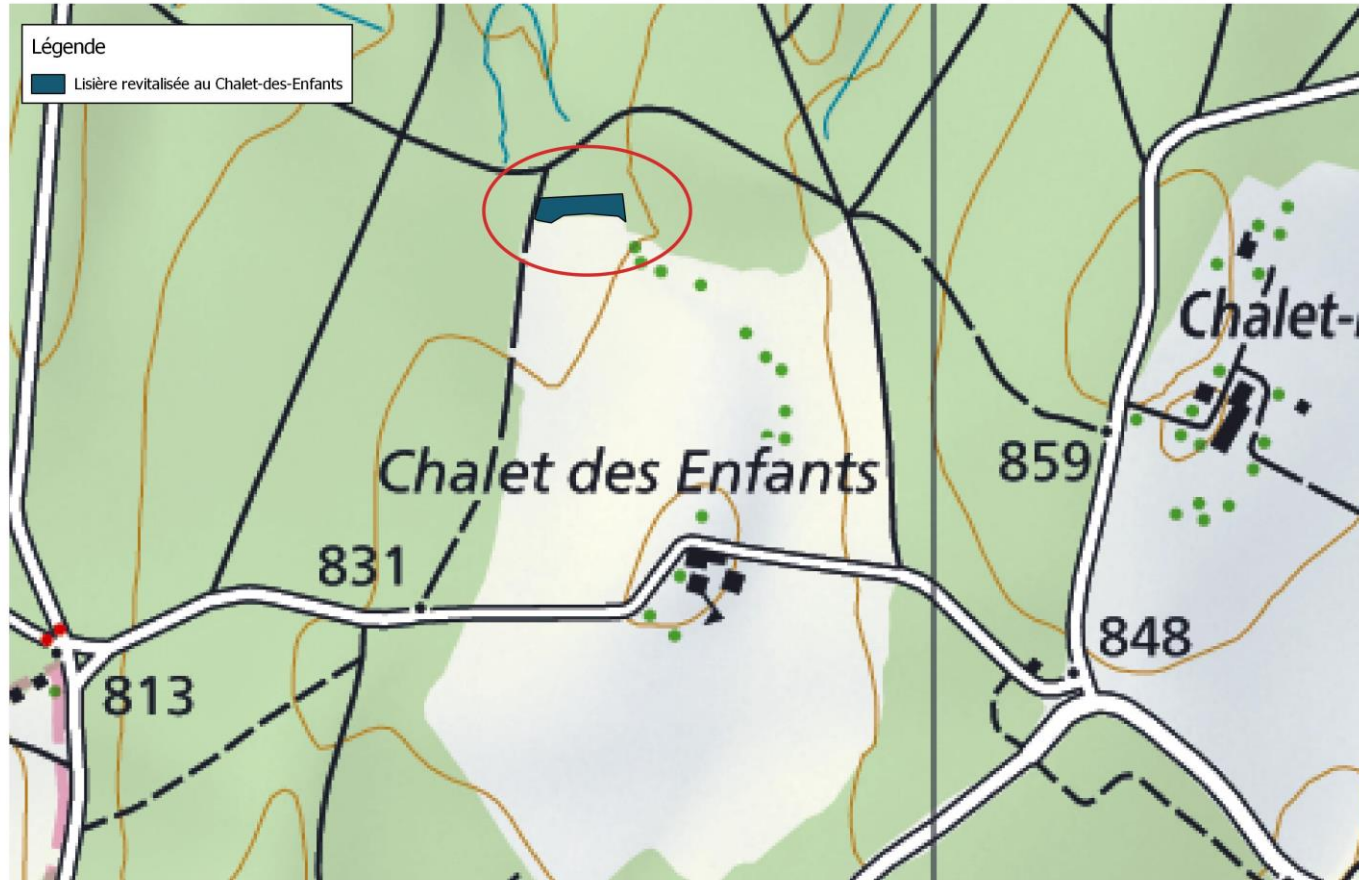 Légende
Lisière revitalisée au Chalet-des-Enfants
Chalet-
Chalet des Enfants
859
831
848
813